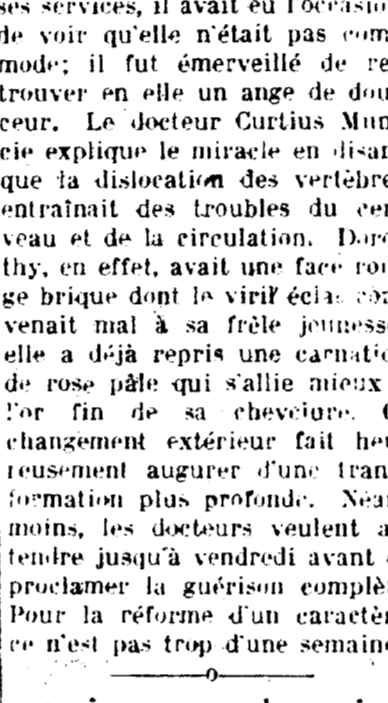 ses services, il avait eu l'occasion
de voir qu'elle n'était pas com
mode; il fut émerveillé de re
trouver en elle un ange de dou
ceur. Le docteur Curtius Mun
cie explique le miracle en disan
que la dislocation des vertèbre
entraînait des troubles du cer
veau et de la circulation. Doro
thy, en effet, avait une face rou
ge brique dont le viril éclat con
venait mal à sa frêle jeunesse
elle a déjà repris une carnatio
de rose pâle qui s'allie mieux
l'or fin de sa chevelure. C
changement extérieur fait heu
reusement augurer d'une tran
formation plus profonde. Néan
moins, les docteurs veulent a
tendre jusqu'à vendredi avant
proclamer la guérison complè
Pour la réforme d'un caractèr
ce n'est pas trop d'une semaine